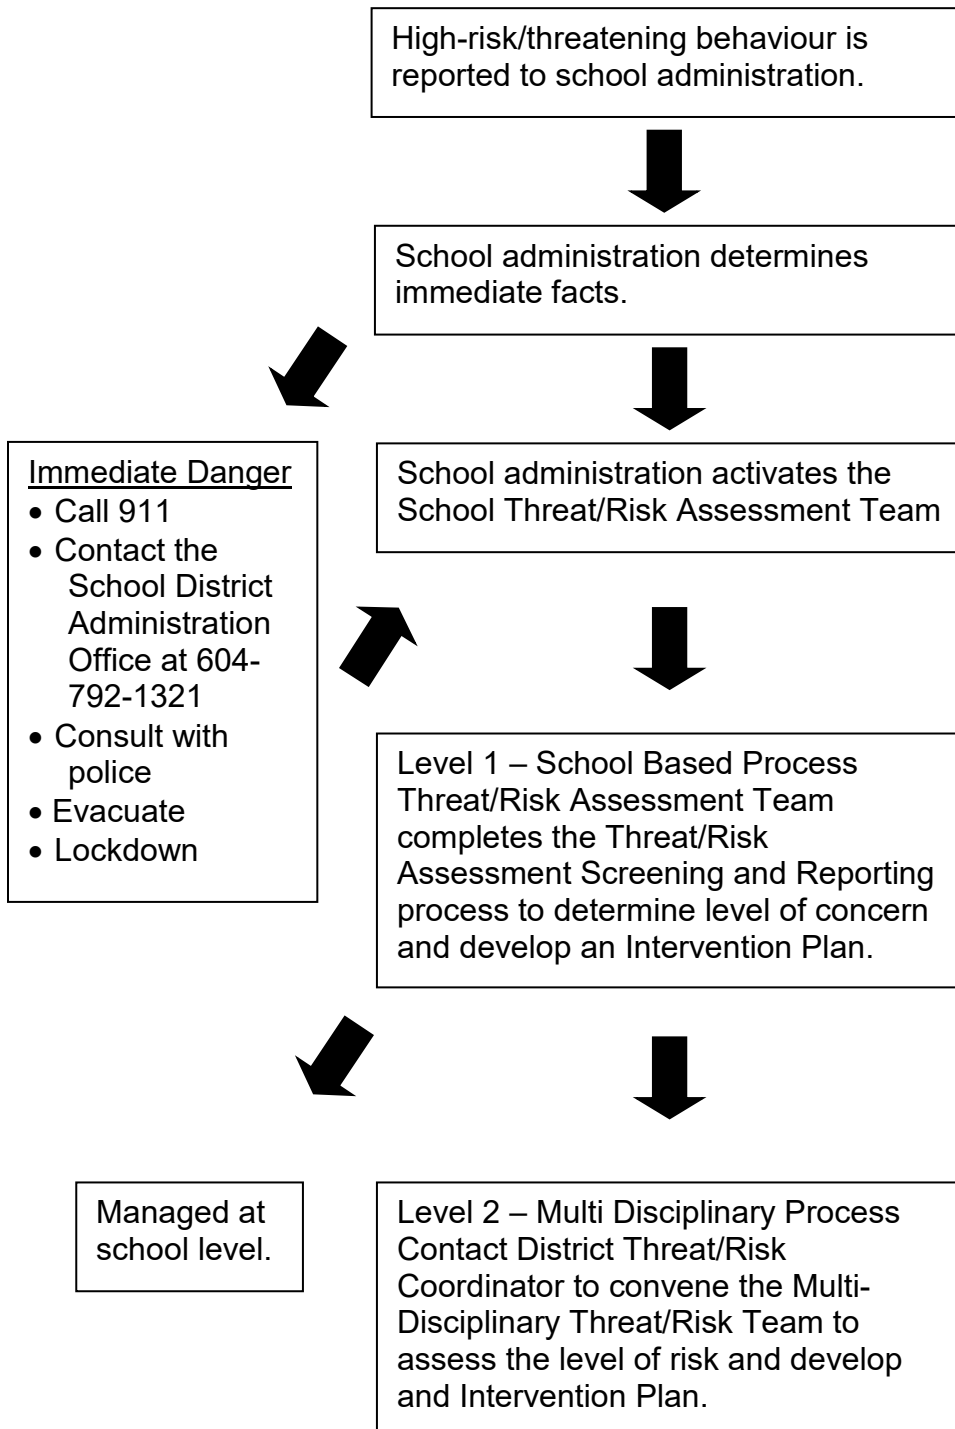 High-risk/threatening behaviour is
reported to school administration.
School administration determines
immediate facts.
Immediate Danger
• Call 911
• Contact the
School District
Administration
Office at 604-
792-1321
• Consult with
police
• Evacuate
• Lockdown
School administration activates the
School Threat/Risk Assessment Team
Level 1 – School Based Process
Threat/Risk Assessment Team
completes the Threat/Risk
Assessment Screening and Reporting
process to determine level of concern
and develop an Intervention Plan.
Managed at
school level.
Level 2 – Multi Disciplinary Process
Contact District Threat/Risk
Coordinator to convene the Multi-
Disciplinary Threat/Risk Team to
assess the level of risk and develop
and Intervention Plan.